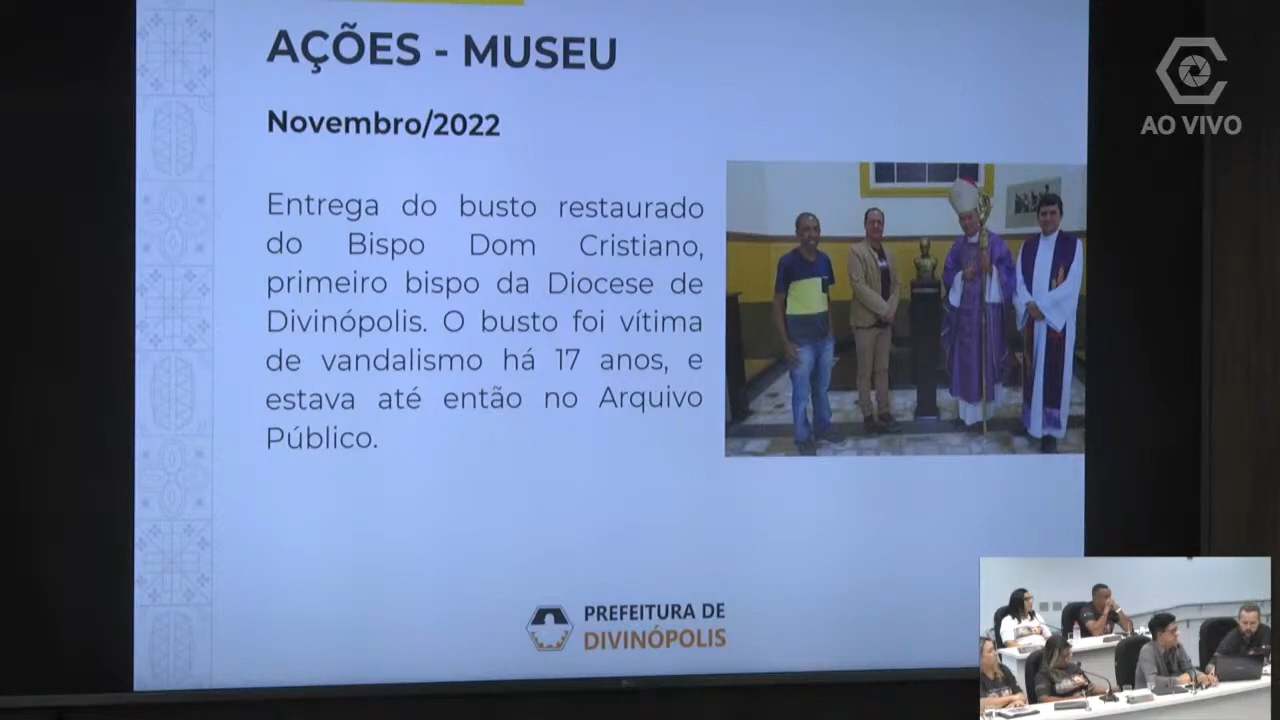 AÇÕES - MUSEU
AO VIVO
Novembro/2022
Entrega do busto restaurado
do Bispo Dom Cristiano,
primeiro bispo da Diocese de
Divinópolis. O busto foi vítima
de vandalismo há 17 anos, e
estava até então no Arquivo
Público.
PREFEITURA DE
DIVINÓPOLIS